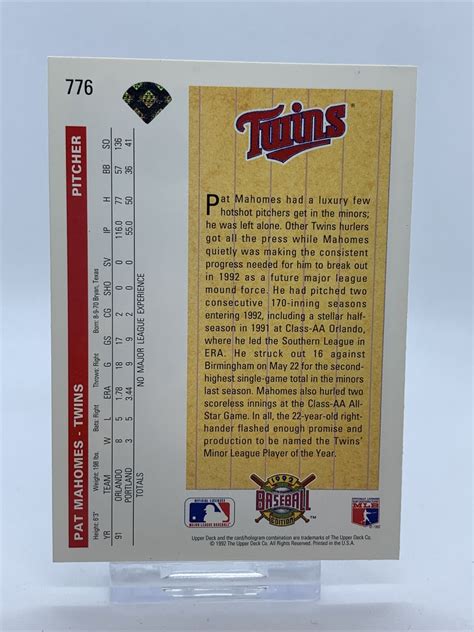 776
PAT MAHOMES - TWINS
PITCHER
Height: 6'3" Weight: 198 lbs. Bats: Right Throws: Right Born: 8-9-70 Bryan, Texas
YR TEAM W L ERA G GS CG SHO SV IP H BB SO
91 ORLANDO 8 5 1.78 18 17 116.0 77 57 136
PORTLAND 3 5 3.44 9 9 55.0 50 36 41
TOTALS NO MAJOR LEAGUE EXPERIENCE
Twins
Pat Mahomes had a luxury few
hotshot pitchers get in the minors;
he was left alone. Other Twins hurlers
got all the press while Mahomes
quietly was making the consistent
progress needed for him to break out
in 1992 as a future major league
mound force. He had pitched two
consecutive 170-inning seasons
entering 1992, including a stellar half-
season in 1991 at Class-AA Orlando,
where he led the Southern League in
ERA. He struck out 16 against
Birmingham on May 22 for the second-
highest single-game total in the minors
last season. Mahomes also hurled two
scoreless innings at the Class-AA All-
Star Game. In all, the 22-year-old right-
hander flashed enough promise and
production to be named the Twins'
Minor League Player of the Year.
1992
BASEBALL
EDITION
MAJOR LEAGUE BASEBALL
MLB
Upper Deck and the card/hologram combination are trademarks of The Upper Deck Co.
© 1992 The Upper Deck Co. All Rights Reserved. Printed in the U.S.A.